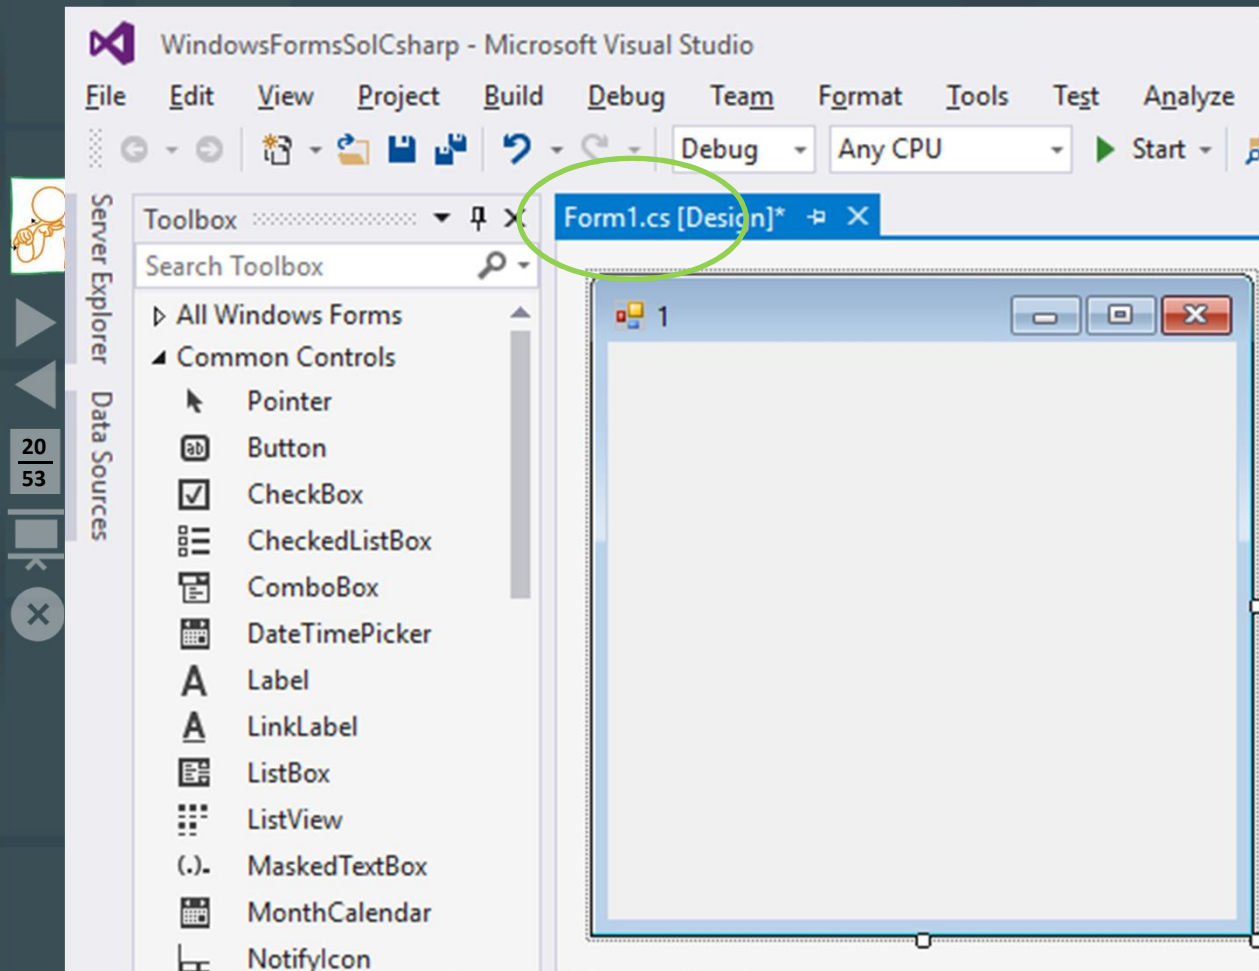 WindowsFormsSolCsharp - Microsoft Visual Studio
File Edit View Project Build Debug Team Format Tools Test Analyze
Debug Any CPU Start
Server Explorer
Data Sources
20
53
Toolbox
Search Toolbox
All Windows Forms
Common Controls
Pointer
Button
CheckBox
CheckedListBox
ComboBox
DateTimePicker
A Label
A LinkLabel
ListBox
ListView
(.). MaskedTextBox
MonthCalendar
NotifyIcon
Form1.cs [Design]*
1